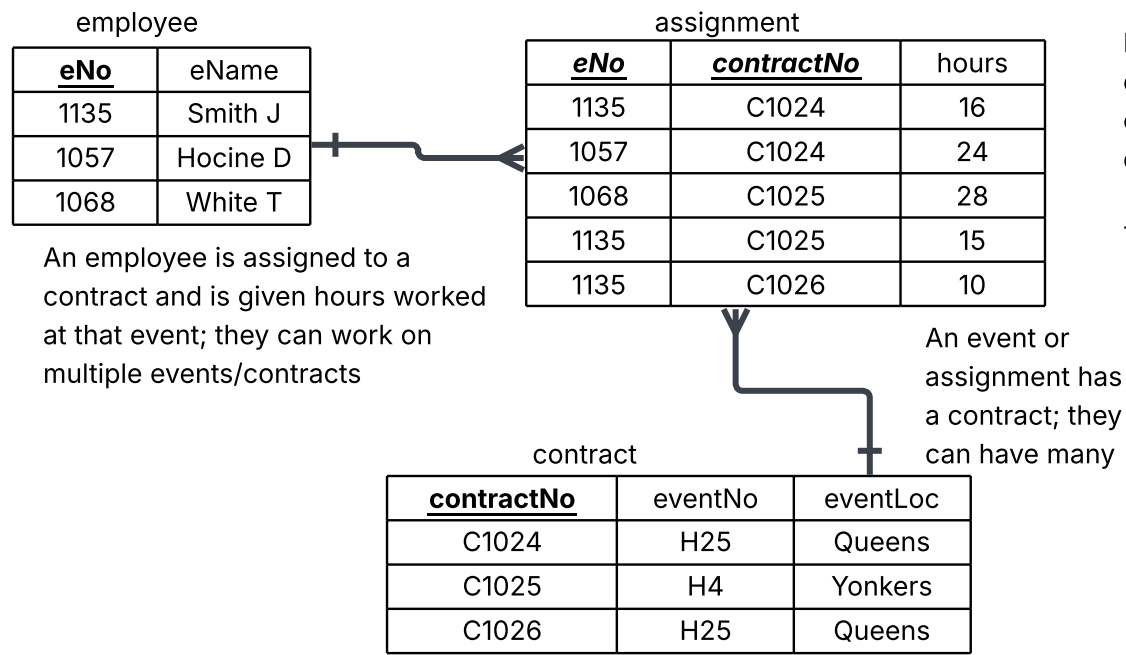 employee
eNo eName
1135 Smith J
1057 Hocine D
1068 White T
An employee is assigned to a
contract and is given hours worked
at that event; they can work on
multiple events/contracts
assignment
eNo contractNo hours
1135 C1024 16
1057 C1024 24
1068 C1025 28
1135 C1025 15
1135 C1026 10
An event or
assignment has
a contract; they
can have many
contract
contractNo eventNo eventLoc
C1024 H25 Queens
C1025 H4 Yonkers
C1026 H25 Queens